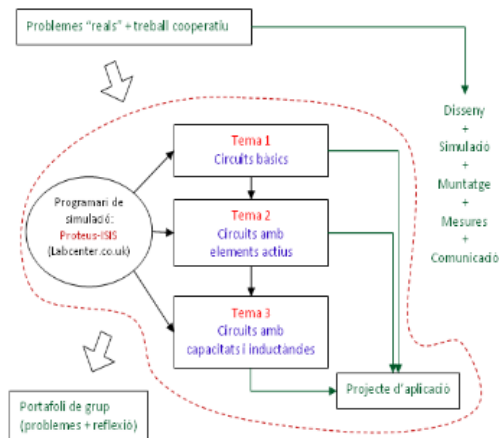 Problemes "reals" + treball cooperatiu
Disseny
+
Simulació
+
Muntatge
+
Mesures
+
Comunicació
Tema 1
Circuits bàsics
Programari de
simulació:
Proteus-ISIS
(Labcenter.co.uk)
Tema 2
Circuits amb
elements actius
Tema 3
Circuits amb
capacitats i inductàncies
Projecte d'aplicació
Portafoli de grup
(problemes + reflexió)